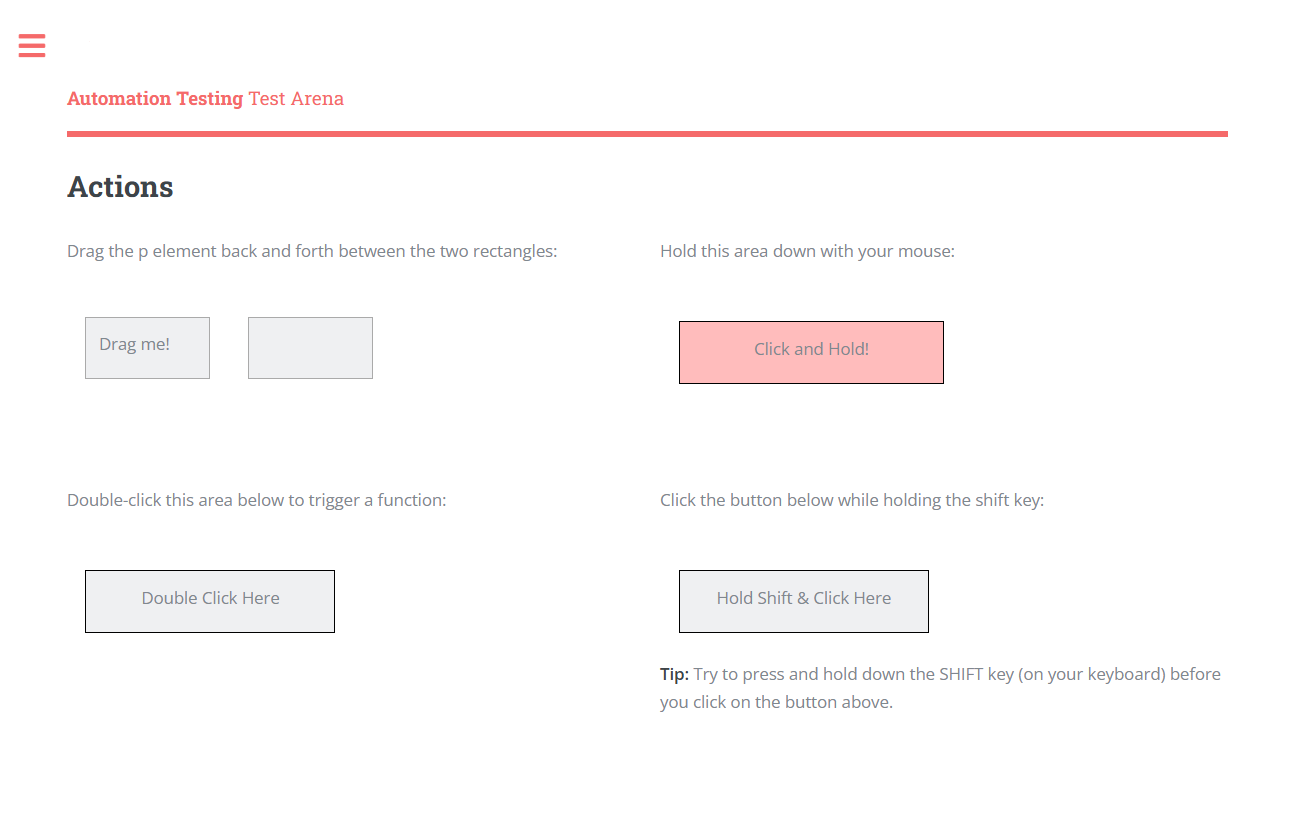 Automation Testing Test Arena
Actions
Drag the p element back and forth between the two rectangles:
Drag me!
Hold this area down with your mouse:
Click and Hold!
Double-click this area below to trigger a function:
Double Click Here
Click the button below while holding the shift key:
Hold Shift & Click Here
Tip: Try to press and hold down the SHIFT key (on your keyboard) before
you click on the button above.